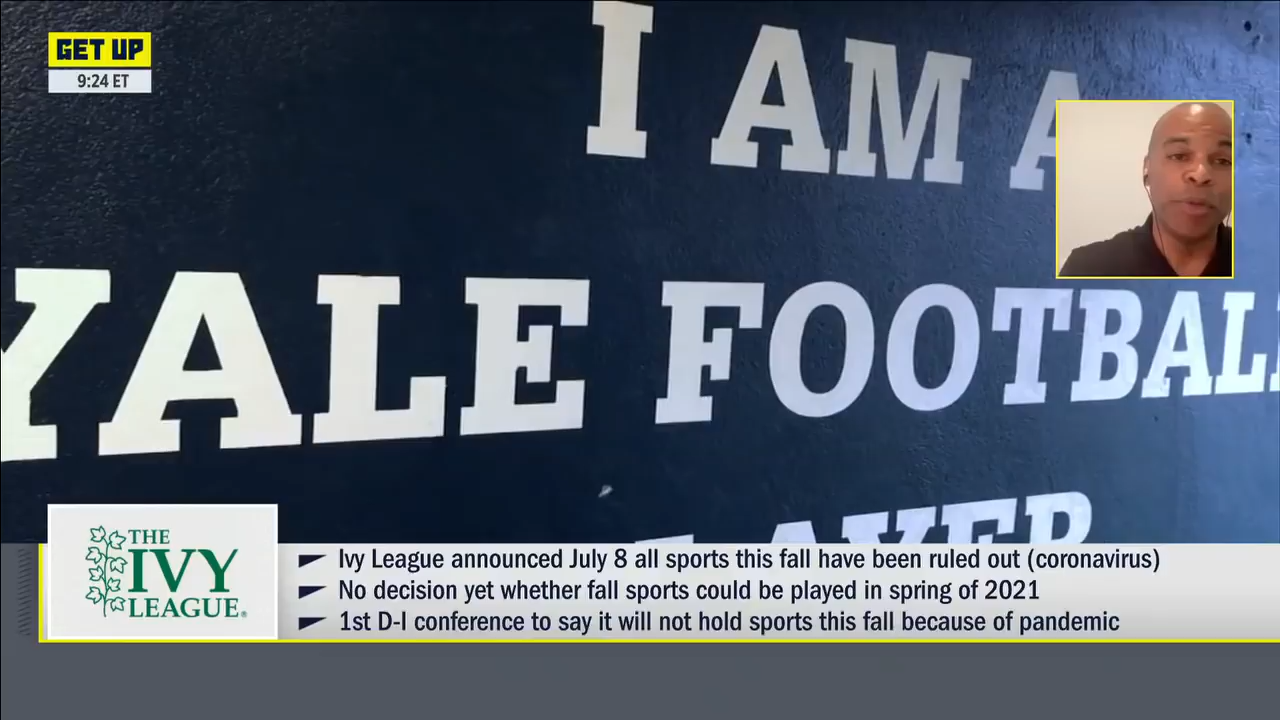 GET UP
9:24 ET
I AM A
YALE FOOTBAL
THE
IVY
LEAGUE
Ivy League announced July 8 all sports this fall have been ruled out (coronavirus)
No decision yet whether fall sports could be played in spring of 2021
1st D-I conference to say it will not hold sports this fall because of pandemic